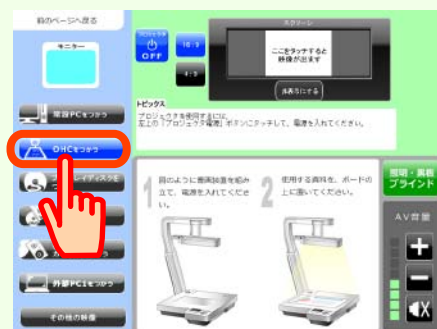 前のページへ戻る
モニター
常設PCをつかう
OHCをつかう
外部PC1をつかう
その他の映像
プロジェクタ
OFF
16:9
4:3
スクリーン
ここをタッチすると
映像が出ます
非表示にする
トピックス
プロジェクタを使用するには、
左上の「プロジェクタ電源」ボタンにタッチして、電源を入れてください。
1
図のように書画装置を組み
立て、電源を入れてくださ
い。
2
使用する資料を、ボードの
上に置いてください。
照明・黒板
ブラインド
AV音量